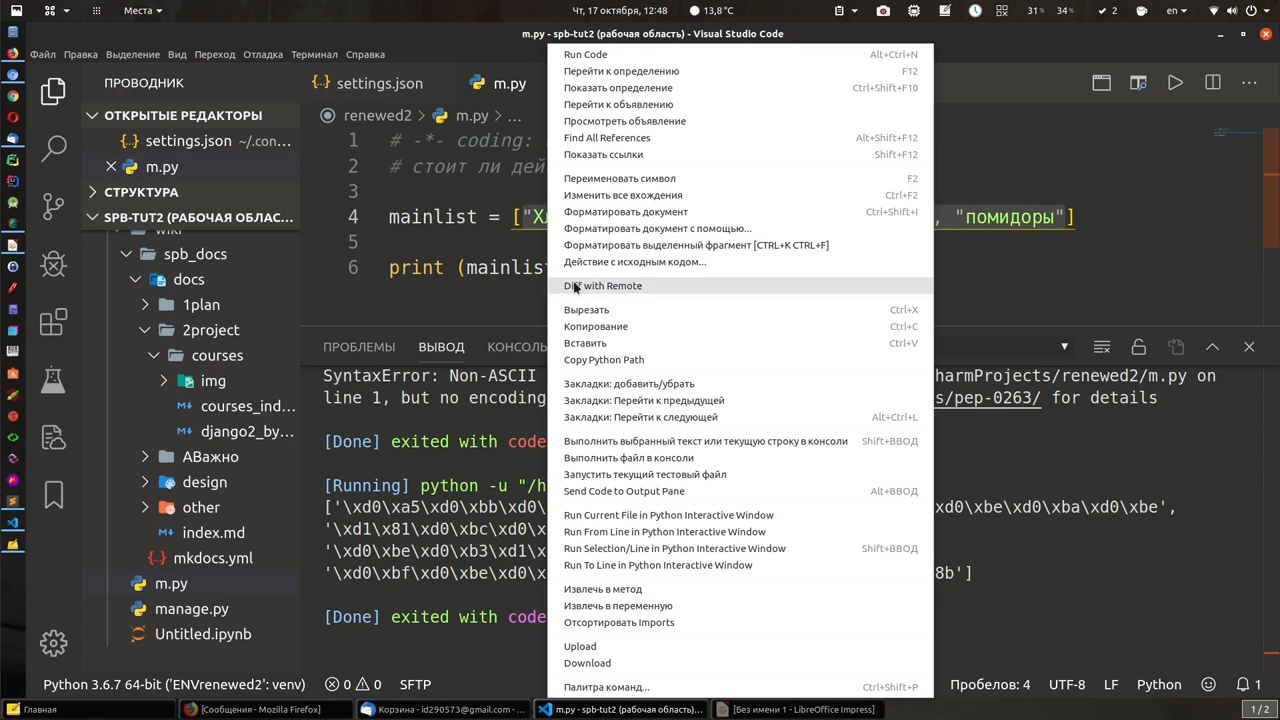 Места
Чт, 17 октября, 12:48
13,8°C
31%
34%
2
en
m.py - spb-tut2 (рабочая область) - Visual Studio Code
Файл Правка Выделение Вид Переход Отладка Терминал Справка
ПРОВОДНИК
ОТКРЫТЫЕ РЕДАКТОРЫ
settings.json ~/.con...
m.py
СТРУКТУРА
SPB-TUT2 (РАБОЧАЯ ОБЛАС...
spb_docs
docs
1plan
2project
courses
img
courses_ind...
django2_by...
АВажно
design
other
index.md
mkdocs.yml
m.py
manage.py
Untitled.ipynb
settings.json
m.py
renewed2 > m.py > ...
1 # -*- coding:
2 # стоит ли дей
3
4 mainlist = ["Хл , "помидоры"]
5
6 print (mainlis
ПРОБЛЕМЫ ВЫВОД КОНСОЛЬ
SyntaxError: Non-ASCII harmProjects/renewed2/m.py on
line 1, but no encoding s/pep-0263/ for details
[Done] exited with code
[Running] python -u "/h
['\xd0\xa5\xd0\xbb\xd0\ \xd0\xbe\xd0\xba\xd0\xbe',
'\xd1\x81\xd0\xbc\xd0\x
'\xd0\xbe\xd0\xb3\xd1\x
'\xd0\xbf\xd0\xbe\xd0\x 8b']
[Done] exited with code
Run Code Alt+Ctrl+N
Перейти к определению F12
Показать определение Ctrl+Shift+F10
Перейти к объявлению
Просмотреть объявление
Find All References Alt+Shift+F12
Показать ссылки Shift+F12
Переименовать символ F2
Изменить все вхождения Ctrl+F2
Форматировать документ Ctrl+Shift+I
Форматировать документ с помощью...
Форматировать выделенный фрагмент [CTRL+K CTRL+F]
Действие с исходным кодом...
Diff with Remote
Вырезать Ctrl+X
Копирование Ctrl+C
Вставить Ctrl+V
Copy Python Path
Закладки: добавить/убрать
Закладки: Перейти к предыдущей
Закладки: Перейти к следующей Alt+Ctrl+L
Выполнить выбранный текст или текущую строку в консоли Shift+ВВОД
Выполнить файл в консоли
Запустить текущий тестовый файл
Send Code to Output Pane Alt+ВВОД
Run Current File in Python Interactive Window
Run From Line in Python Interactive Window
Run Selection/Line in Python Interactive Window Shift+ВВОД
Run To Line in Python Interactive Window
Извлечь в метод
Извлечь в переменную
Отсортировать Imports
Upload
Download
Палитра команд... Ctrl+Shift+P
Python 3.6.7 64-bit ('ENVrenewed2': venv) 0 0 SFTP
Пробелов: 4 UTF-8 LF Python 1
Главная
[Сообщения - Mozilla Firefox]
Корзина - id290573@gmail.com - ...
m.py - spb-tut2 (рабочая область)...
[Без имени 1 - LibreOffice Impress]
1 / 2